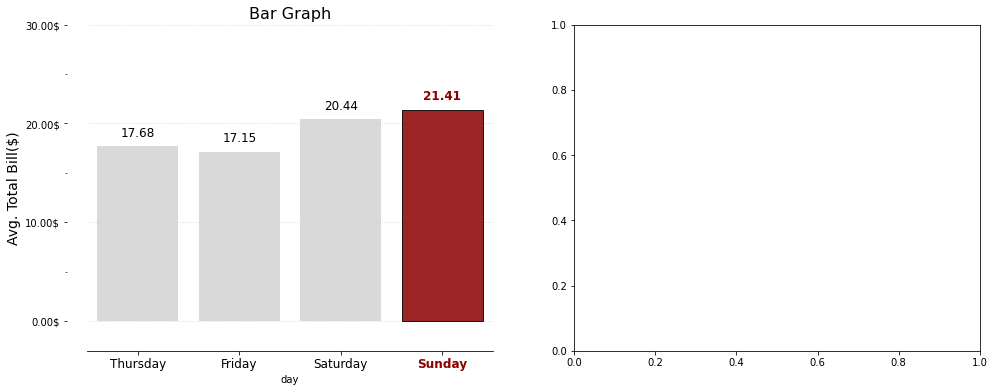 Bar Graph
30.00$
20.00$
10.00$
0.00$
Avg. Total Bill($)
17.68
17.15
20.44
21.41
Thursday Friday Saturday Sunday
day
1.0
0.8
0.6
0.4
0.2
0.0
0.0 0.2 0.4 0.6 0.8 1.0